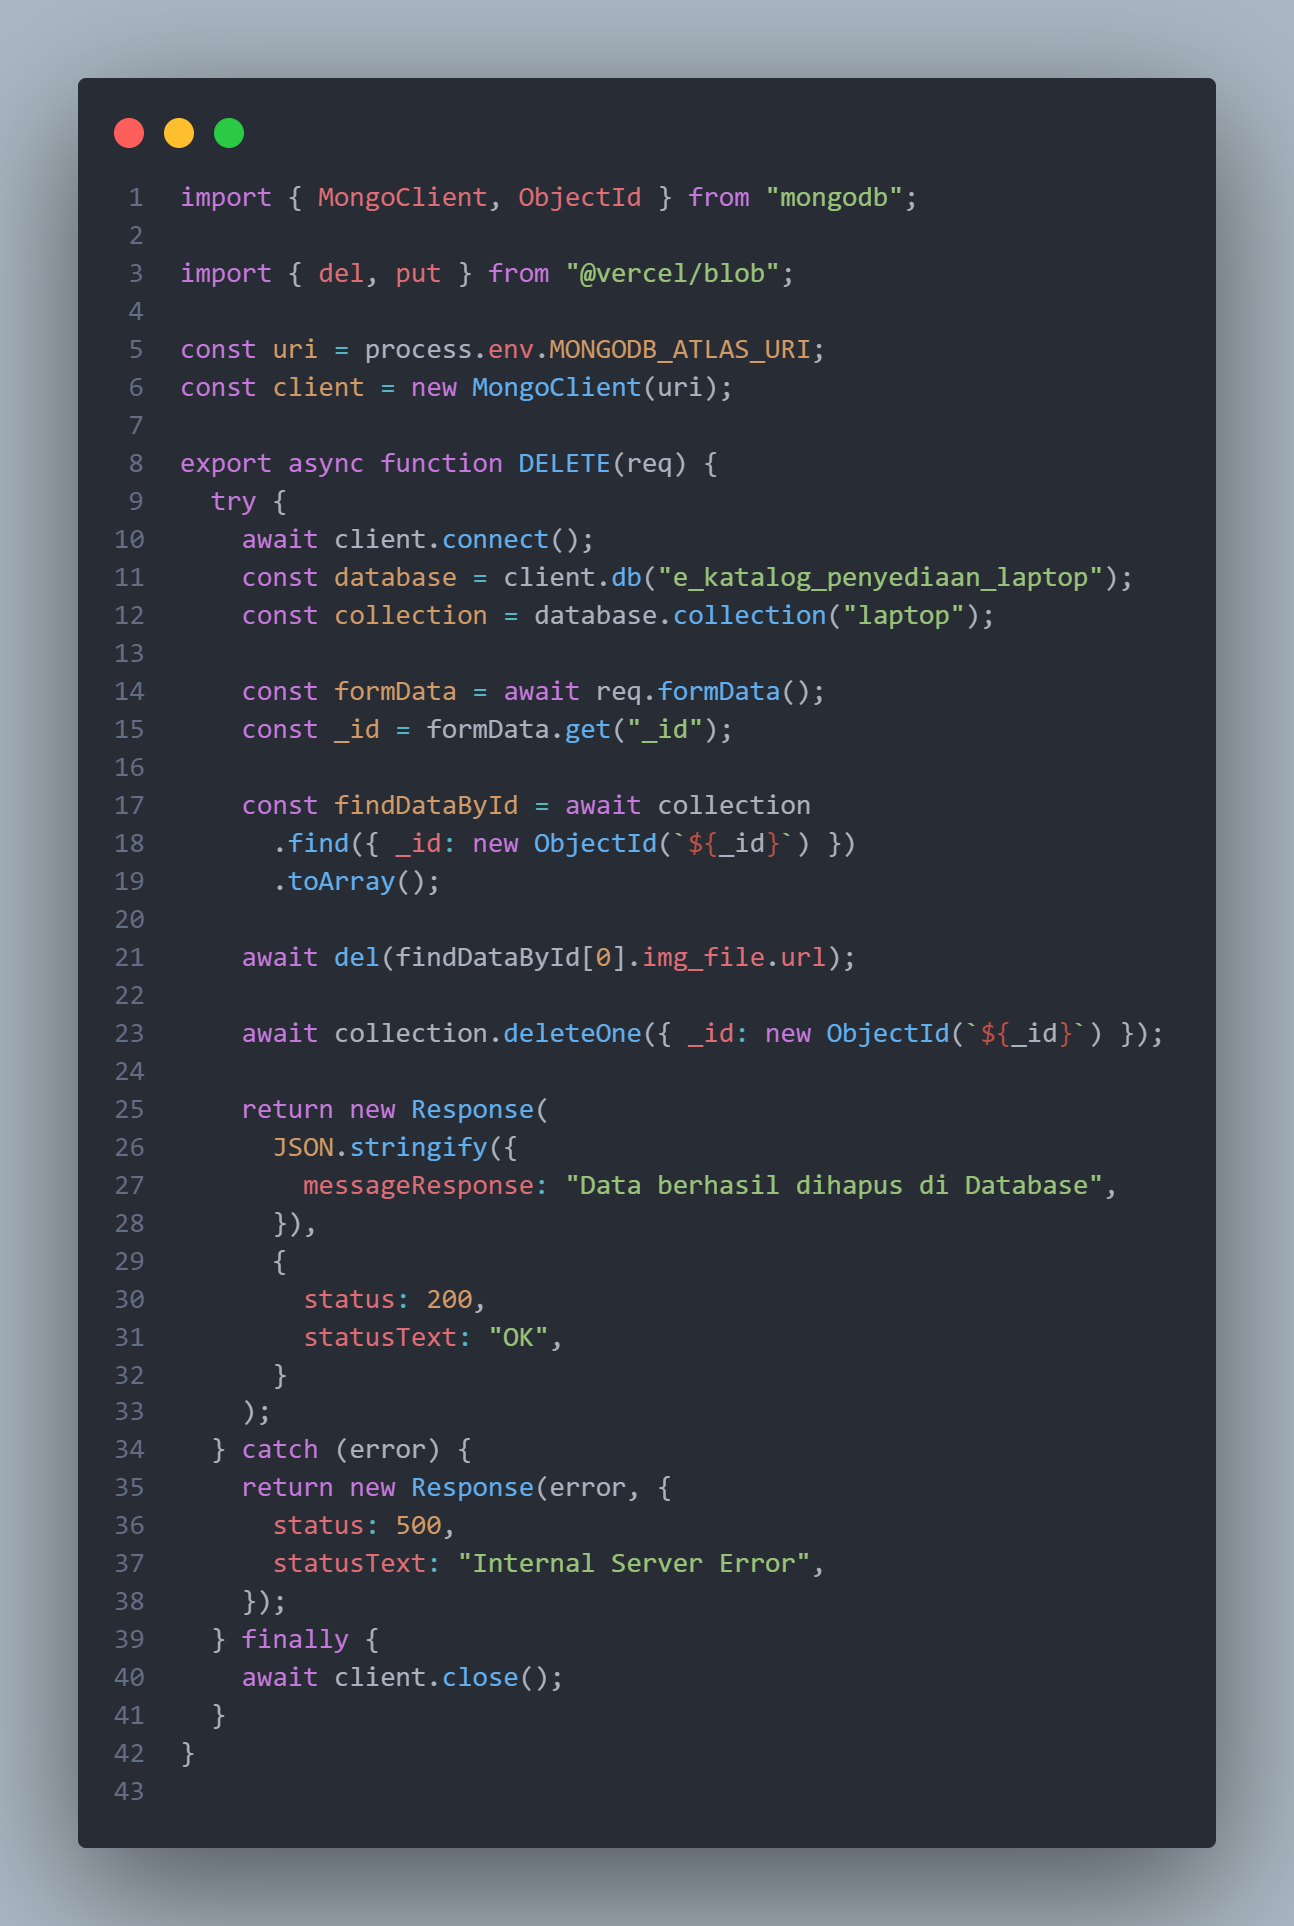 1 import { MongoClient, ObjectId } from "mongodb";
2
3 import { del, put } from "@vercel/blob";
4
5 const uri = process.env.MONGODB_ATLAS_URI;
6 const client = new MongoClient(uri);
7
8 export async function DELETE(req) {
9   try {
10     await client.connect();
11     const database = client.db("e_katalog_penyediaan_laptop");
12     const collection = database.collection("laptop");
13
14     const formData = await req.formData();
15     const _id = formData.get("_id");
16
17     const findDataById = await collection
18       .find({ _id: new ObjectId(`${_id}`) })
19       .toArray();
20
21     await del(findDataById[0].img_file.url);
22
23     await collection.deleteOne({ _id: new ObjectId(`${_id}`) });
24
25     return new Response(
26       JSON.stringify({
27         messageResponse: "Data berhasil dihapus di Database",
28       }),
29       {
30         status: 200,
31         statusText: "OK",
32       }
33     );
34   } catch (error) {
35     return new Response(error, {
36       status: 500,
37       statusText: "Internal Server Error",
38     });
39   } finally {
40     await client.close();
41   }
42 }
43